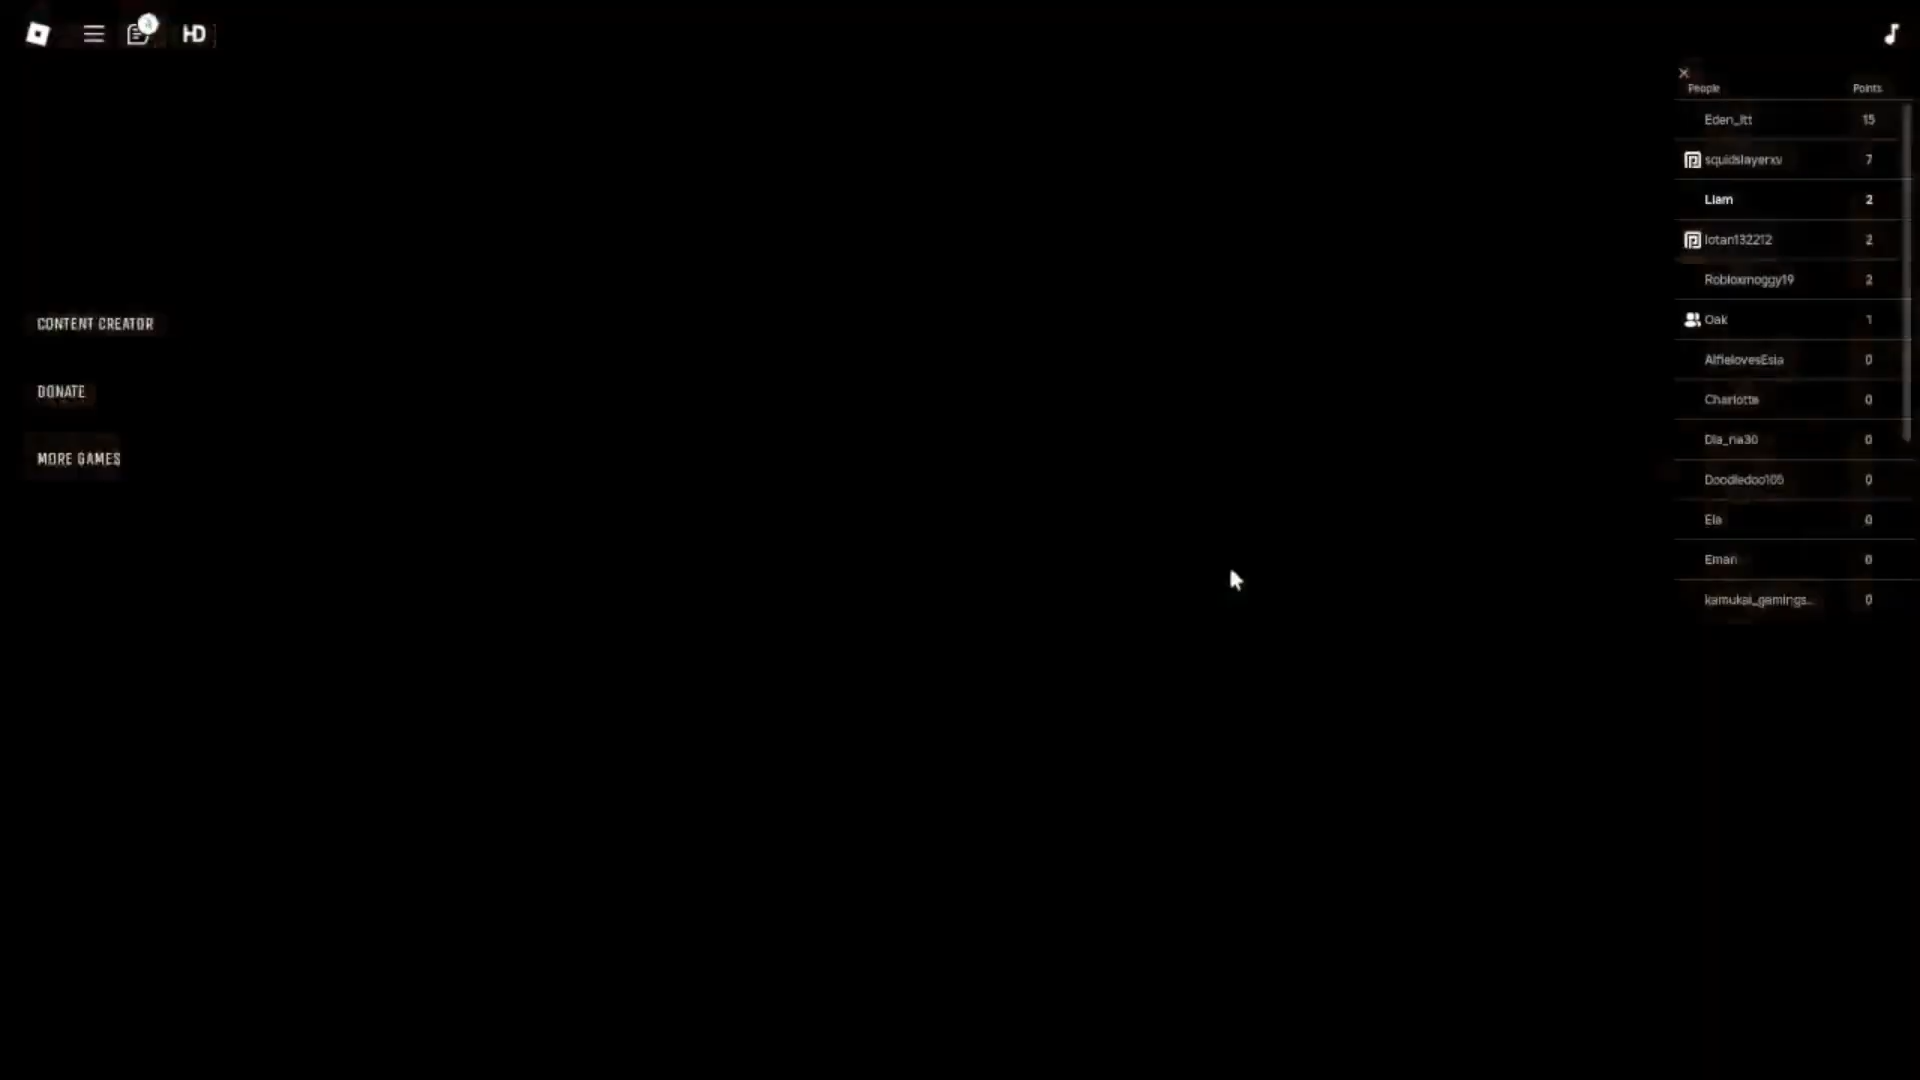 HD
People Points
Eden_itt 15
squidslayerxv 7
Liam 2
lotan132212 2
Robloxmoggy19 2
Oak 1
AlfielovesEsia 0
Charlotte 0
Dia_na30 0
Doodledoo105 0
Ela 0
Eman 0
kamukai_gamings... 0
CONTENT CREATOR
DONATE
MORE GAMES